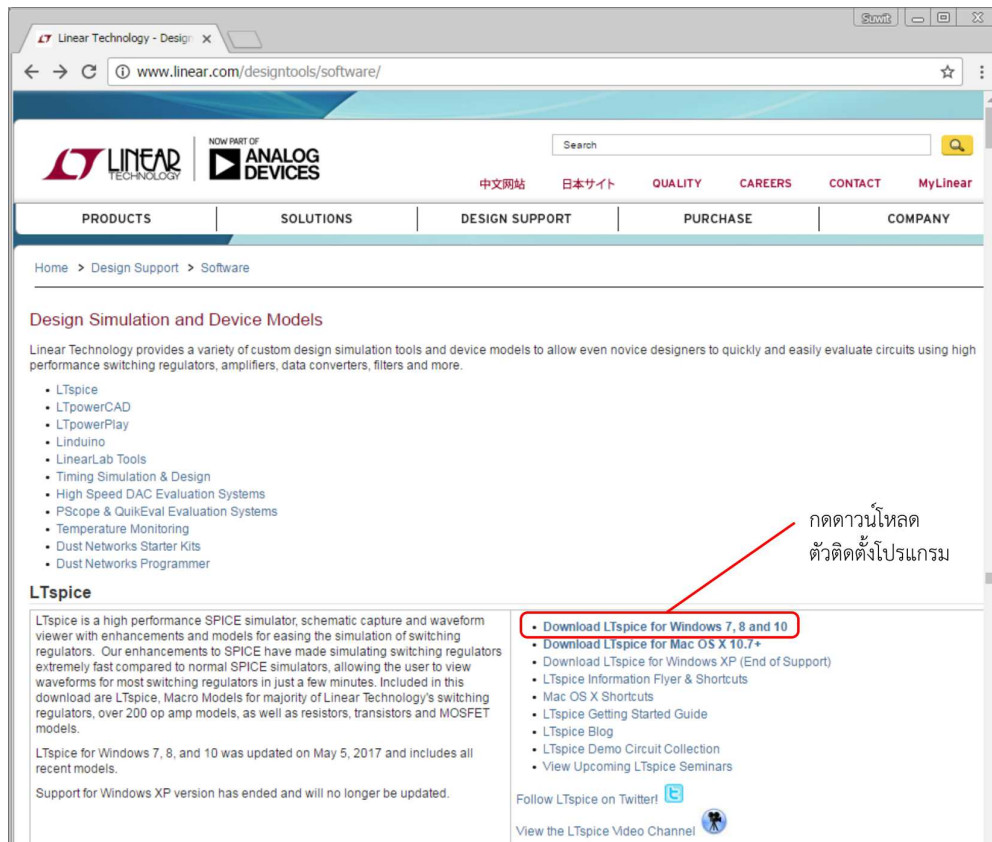 Suwit
Linear Technology - Design
www.linear.com/designtools/software/
LINEAR TECHNOLOGY
NOW PART OF
ANALOG DEVICES
Search
中文网站 日本サイト QUALITY CAREERS CONTACT MyLinear
PRODUCTS SOLUTIONS DESIGN SUPPORT PURCHASE COMPANY
Home > Design Support > Software
Design Simulation and Device Models
Linear Technology provides a variety of custom design simulation tools and device models to allow even novice designers to quickly and easily evaluate circuits using high
performance switching regulators, amplifiers, data converters, filters and more.
• LTspice
• LTpowerCAD
• LTpowerPlay
• Linduino
• LinearLab Tools
• Timing Simulation & Design
• High Speed DAC Evaluation Systems
• PScope & QuikEval Evaluation Systems
• Temperature Monitoring
• Dust Networks Starter Kits
• Dust Networks Programmer
กดดาวน์โหลด
ตัวติดตั้งโปรแกรม
LTspice
LTspice is a high performance SPICE simulator, schematic capture and waveform
viewer with enhancements and models for easing the simulation of switching
regulators. Our enhancements to SPICE have made simulating switching regulators
extremely fast compared to normal SPICE simulators, allowing the user to view
waveforms for most switching regulators in just a few minutes. Included in this
download are LTspice, Macro Models for majority of Linear Technology's switching
regulators, over 200 op amp models, as well as resistors, transistors and MOSFET
models.
LTspice for Windows 7, 8, and 10 was updated on May 5, 2017 and includes all
recent models.
Support for Windows XP version has ended and will no longer be updated.
• Download LTspice for Windows 7, 8 and 10
• Download LTspice for Mac OS X 10.7+
• Download LTspice for Windows XP (End of Support)
• LTspice Information Flyer & Shortcuts
• Mac OS X Shortcuts
• LTspice Getting Started Guide
• LTspice Blog
• LTspice Demo Circuit Collection
• View Upcoming LTspice Seminars
Follow LTspice on Twitter!
View the LTspice Video Channel